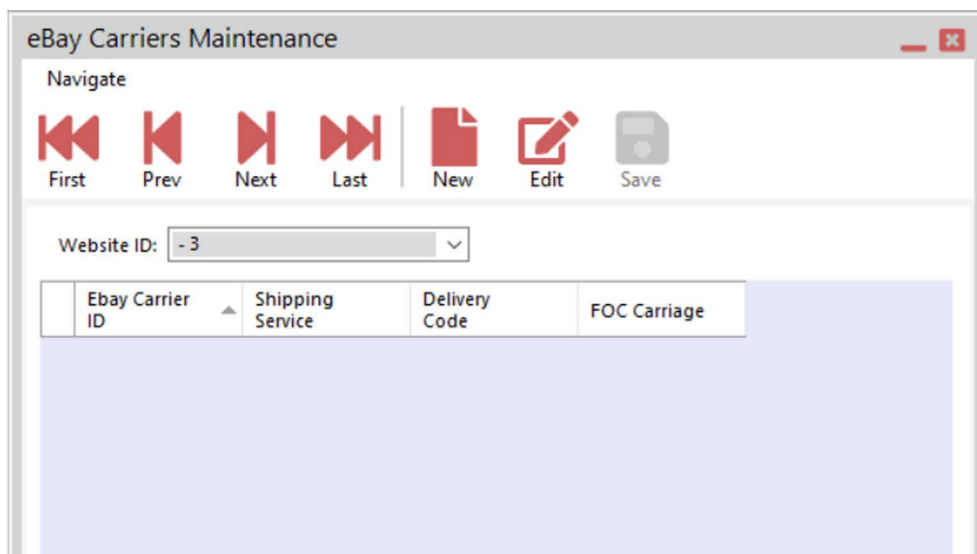 eBay Carriers Maintenance
Navigate
First Prev Next Last New Edit Save
Website ID: - 3
Ebay Carrier ID Shipping Service Delivery Code FOC Carriage